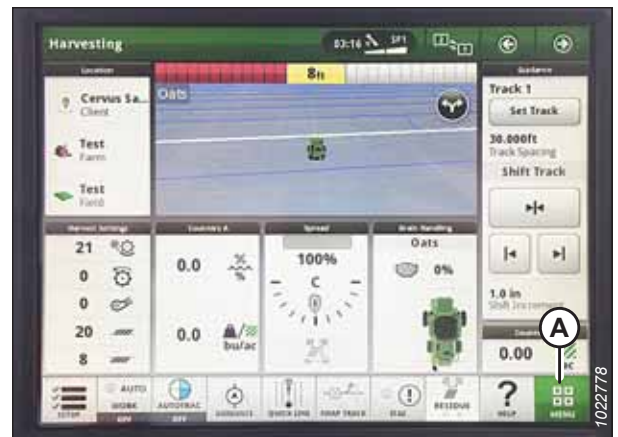 Harvesting
03:16
SF1
Location
8ft
Guidance
Cervus Sa...
Client
Oats
Track 1
Set Track
Test
Farm
30.000ft
Track Spacing
Shift Track
Test
Field
Harvest Settings
Counters A
Spread
Grain Handling
21
0
0
20
8
0.0
%
%
0.0
bu/ac
100%
C
Oats
0%
1.0 in
Shift Increment
A
0.00
SETUP
AUTO
WORK
OFF
AUTOTRAC
OFF
GUIDANCE
QUICK LINE
SWAP TRACK
RESIDUE
?
HELP
MENU
1022778